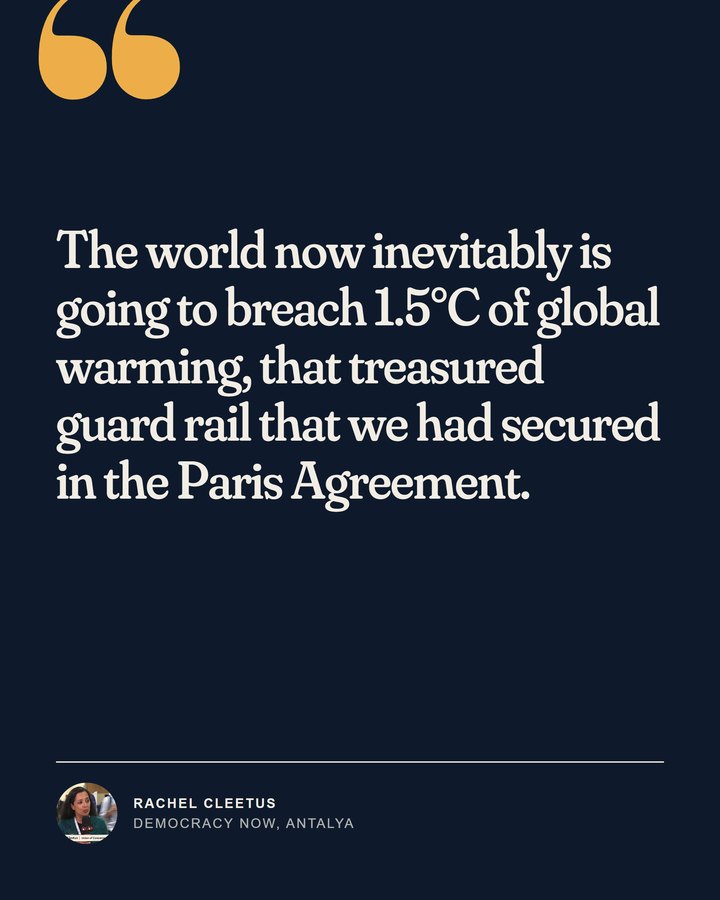 The world now inevitably is
going to breach 1.5°C of global
warming, that treasured
guard rail that we had secured
in the Paris Agreement.
RACHEL CLEETUS
DEMOCRACY NOW, ANTALYA